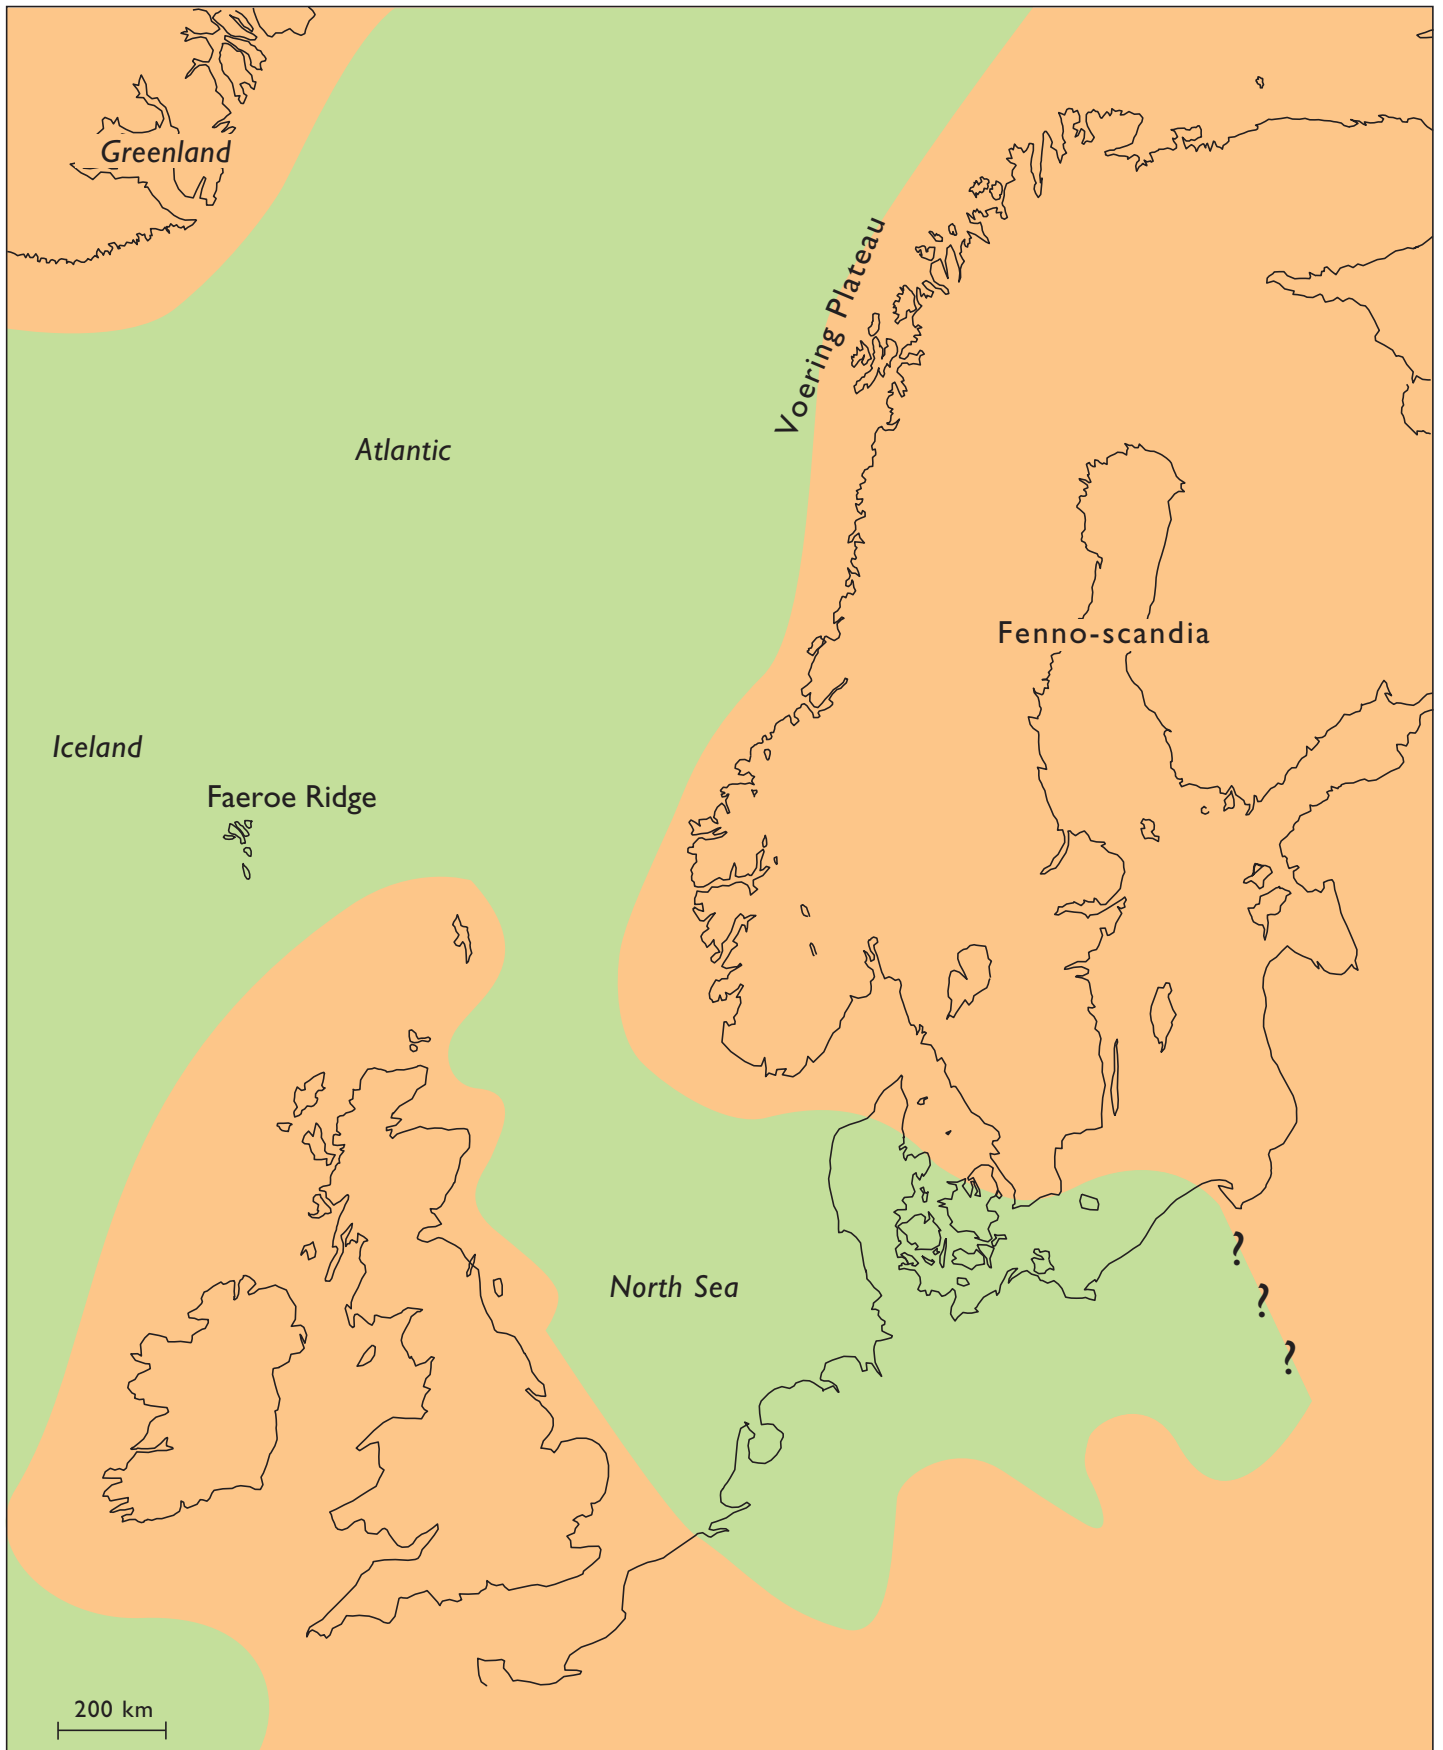 Greenland
Voering Plateau
Atlantic
Fenno-scandia
Iceland
Faeroe Ridge
North Sea
?
?
?
200 km